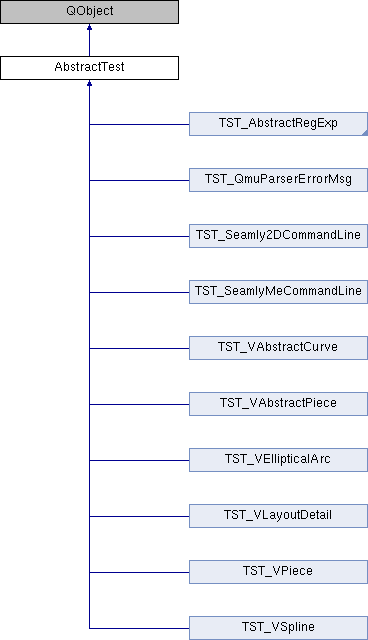 QObject
AbstractTest
TST_AbstractRegExp
TST_QmuParserErrorMsg
TST_Seamly2DCommandLine
TST_SeamlyMeCommandLine
TST_VAbstractCurve
TST_VAbstractPiece
TST_VEllipticalArc
TST_VLayoutDetail
TST_VPiece
TST_VSpline